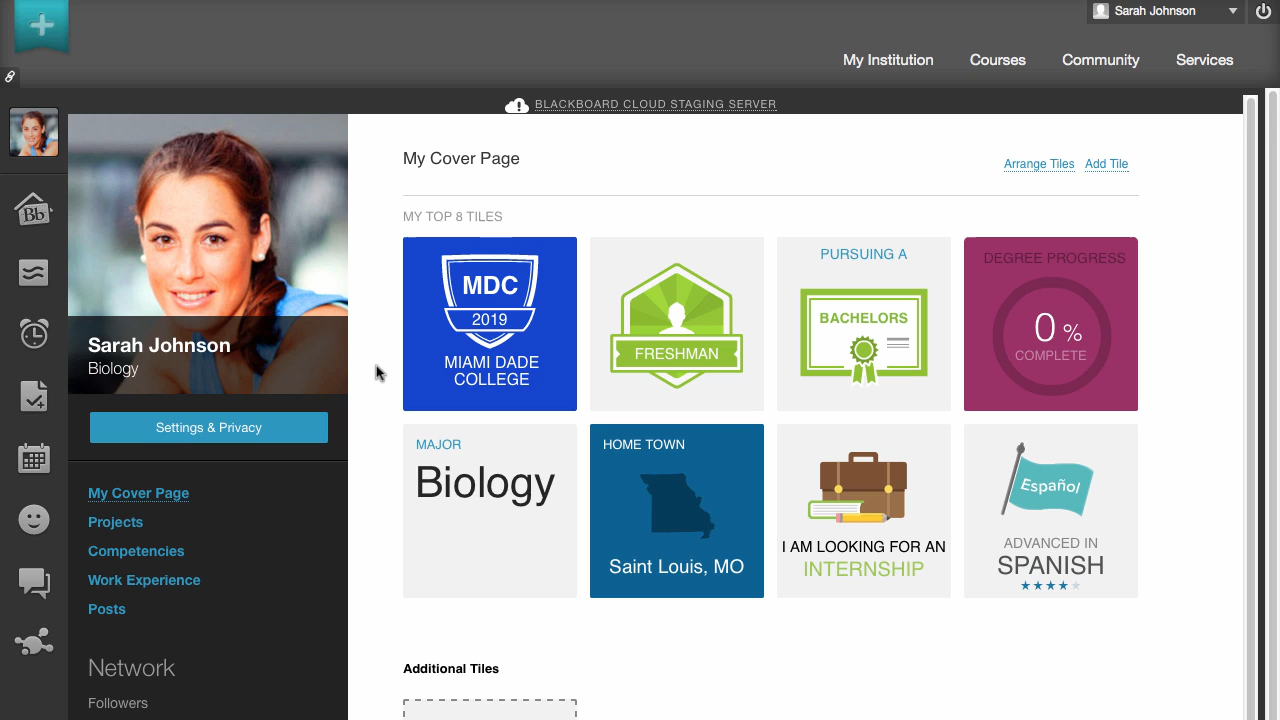 Sarah Johnson
My Institution
Courses
Community
Services
BLACKBOARD CLOUD STAGING SERVER
Bb
Sarah Johnson
Biology
Settings & Privacy
My Cover Page
Projects
Competencies
Work Experience
Posts
Network
Followers
My Cover Page
Arrange Tiles
Add Tile
MY TOP 8 TILES
MDC
2019
MIAMI DADE
COLLEGE
FRESHMAN
PURSUING A
BACHELORS
DEGREE PROGRESS
0 %
COMPLETE
MAJOR
Biology
HOME TOWN
Saint Louis, MO
I AM LOOKING FOR AN
INTERNSHIP
Español
ADVANCED IN
SPANISH
Additional Tiles